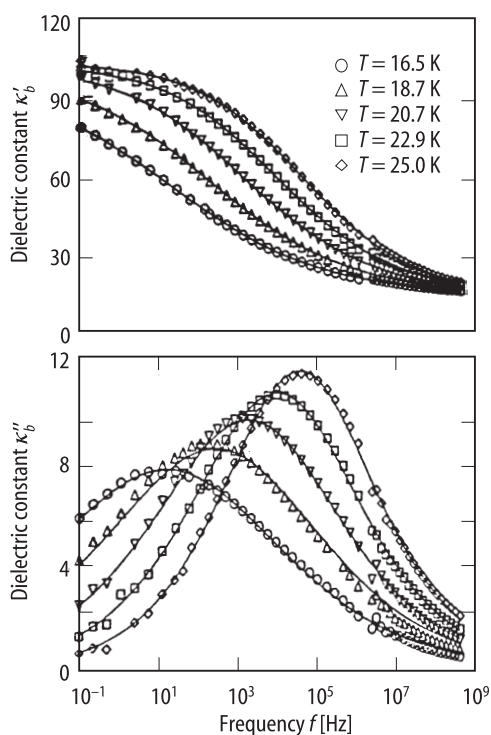 120
90
60
30
0
Dielectric constant κ′b
T = 16.5 K
T = 18.7 K
T = 20.7 K
T = 22.9 K
T = 25.0 K
12
8
4
0
Dielectric constant κ″b
10⁻¹ 10¹ 10³ 10⁵ 10⁷ 10⁹
Frequency f [Hz]